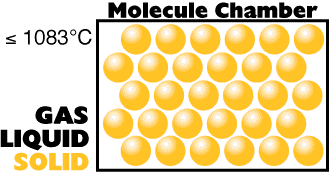 Molecule Chamber
≤ 1083°C
GAS
LIQUID
SOLID